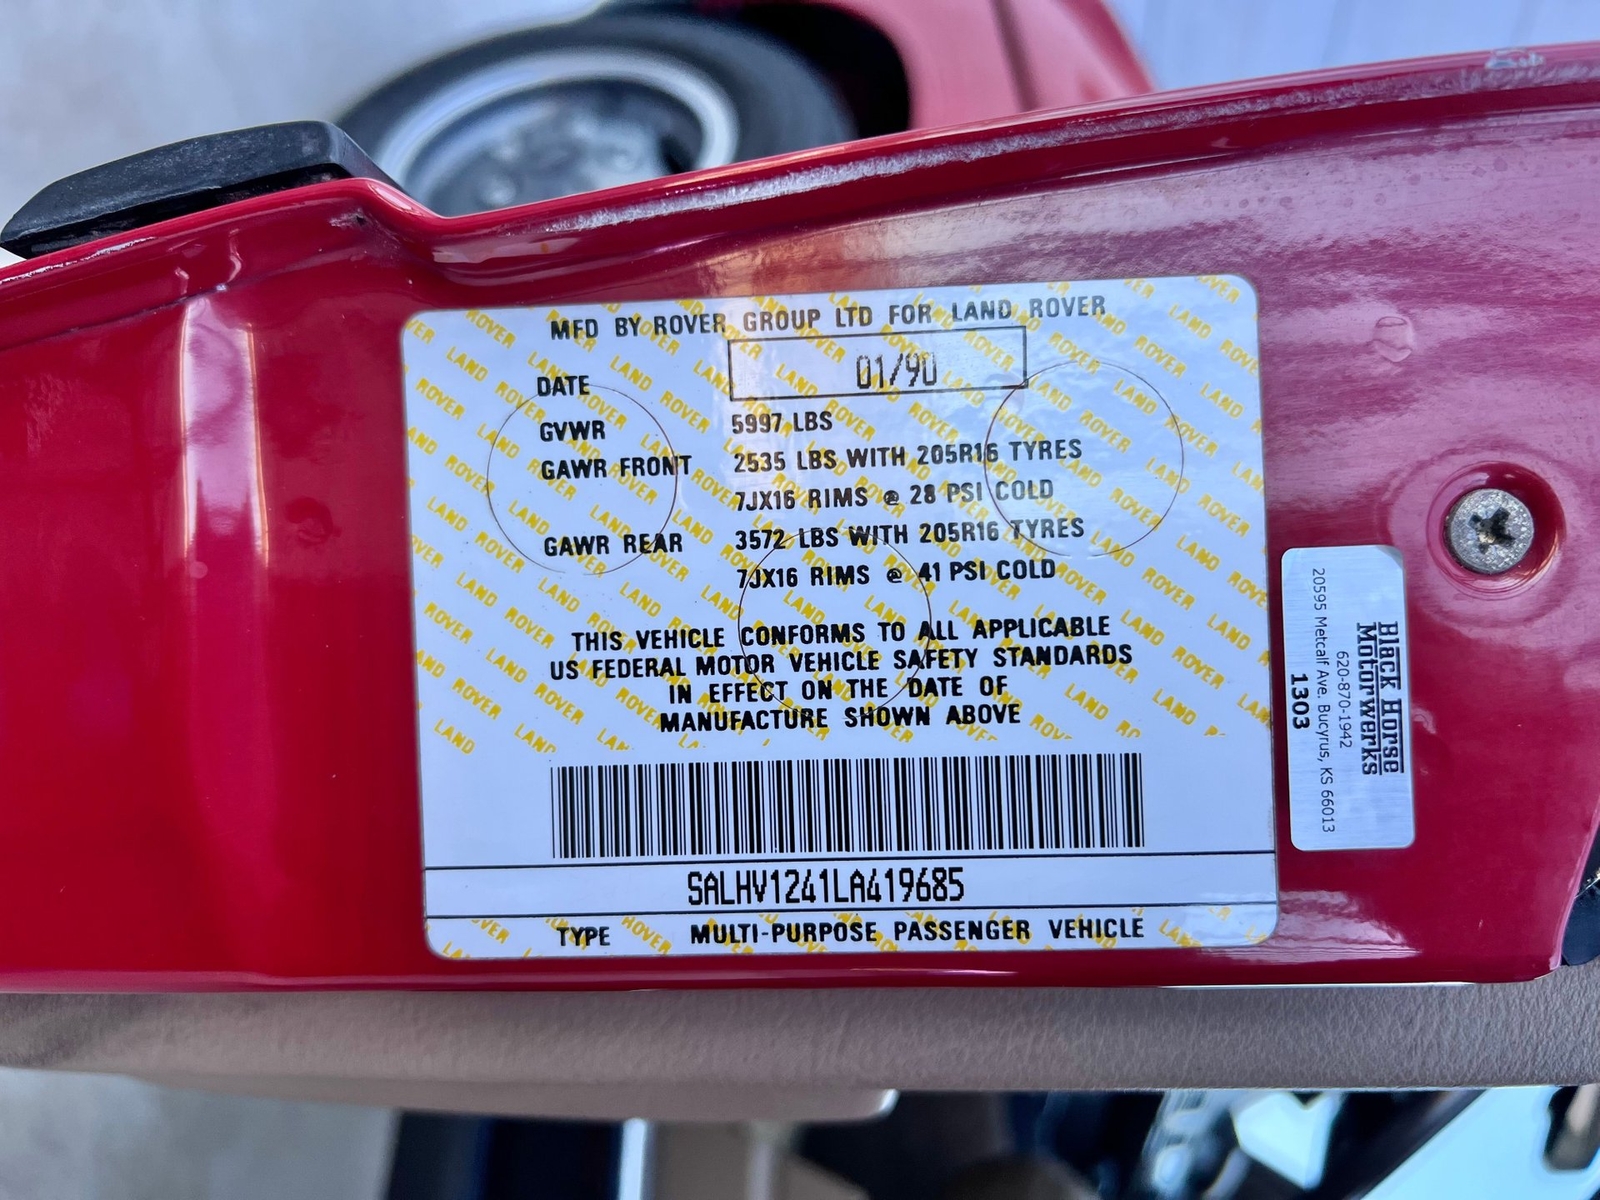 MFD BY ROVER GROUP LTD FOR LAND ROVER
DATE 01/90
GVWR 5997 LBS
GAWR FRONT 2535 LBS WITH 205R16 TYRES
7JX16 RIMS @ 28 PSI COLD
GAWR REAR 3572 LBS WITH 205R16 TYRES
7JX16 RIMS @ 41 PSI COLD
THIS VEHICLE CONFORMS TO ALL APPLICABLE
US FEDERAL MOTOR VEHICLE SAFETY STANDARDS
IN EFFECT ON THE DATE OF
MANUFACTURE SHOWN ABOVE
SALHV1241LA419685
TYPE MULTI-PURPOSE PASSENGER VEHICLE
Black Horse
Motorwerks
620-870-1942
20595 Metcalf Ave. Bucyrus, KS 66013
1303